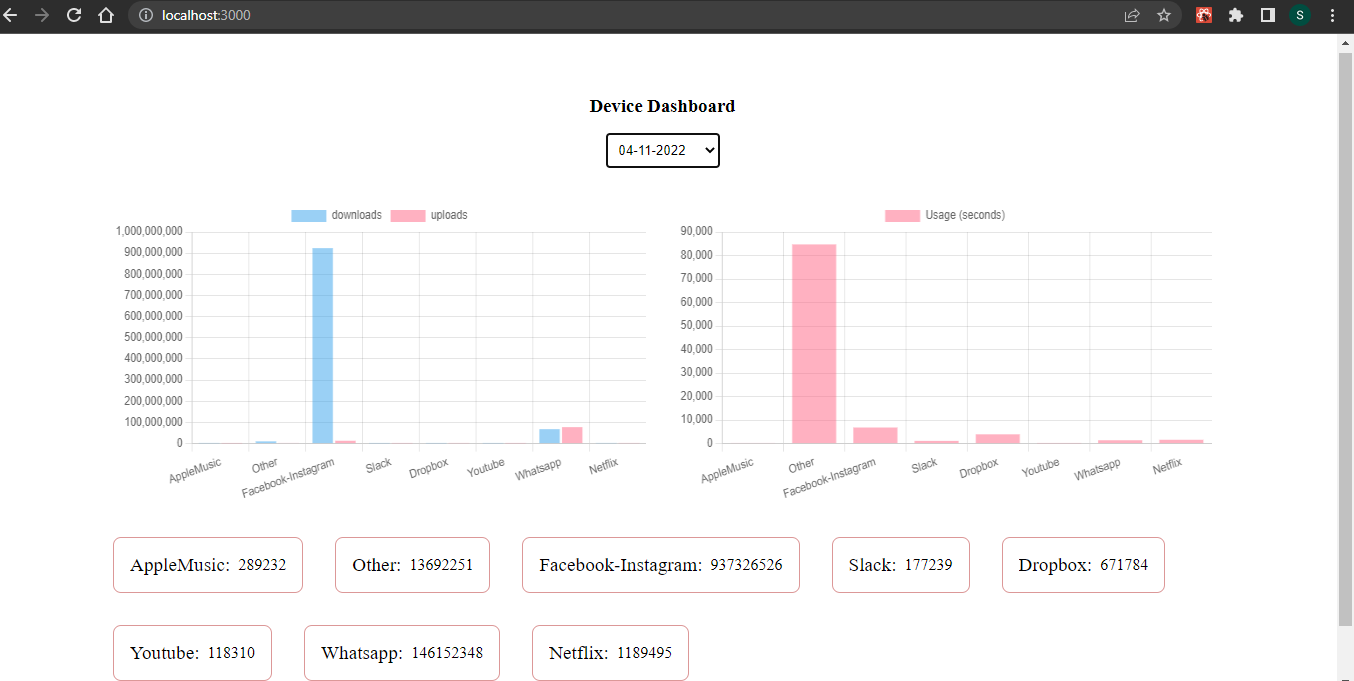 localhost:3000
S
Device Dashboard
04-11-2022
downloads uploads
1,000,000,000
900,000,000
800,000,000
700,000,000
600,000,000
500,000,000
400,000,000
300,000,000
200,000,000
100,000,000
0
AppleMusic Other Facebook-Instagram Slack Dropbox Youtube Whatsapp Netflix
Usage (seconds)
90,000
80,000
70,000
60,000
50,000
40,000
30,000
20,000
10,000
0
AppleMusic Other Facebook-Instagram Slack Dropbox Youtube Whatsapp Netflix
AppleMusic: 289232 Other: 13692251 Facebook-Instagram: 937326526 Slack: 177239 Dropbox: 671784
Youtube: 118310 Whatsapp: 146152348 Netflix: 1189495